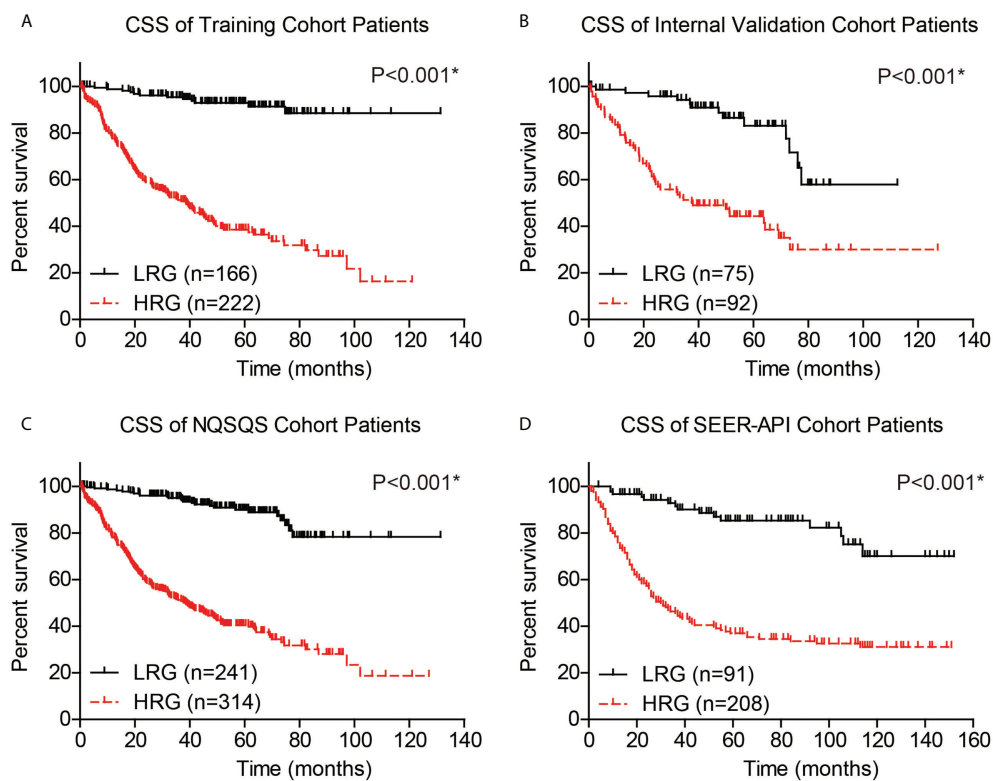 A
CSS of Training Cohort Patients
P<0.001*
Percent survival
100
80
60
40
20
0
LRG (n=166)
HRG (n=222)
0 20 40 60 80 100 120 140
Time (months)
B
CSS of Internal Validation Cohort Patients
P<0.001*
Percent survival
100
80
60
40
20
0
LRG (n=75)
HRG (n=92)
0 20 40 60 80 100 120 140
Time (months)
C
CSS of NQSQS Cohort Patients
P<0.001*
Percent survival
100
80
60
40
20
0
LRG (n=241)
HRG (n=314)
0 20 40 60 80 100 120 140
Time (months)
D
CSS of SEER-API Cohort Patients
P<0.001*
Percent survival
100
80
60
40
20
0
LRG (n=91)
HRG (n=208)
0 20 40 60 80 100 120 140 160
Time (months)